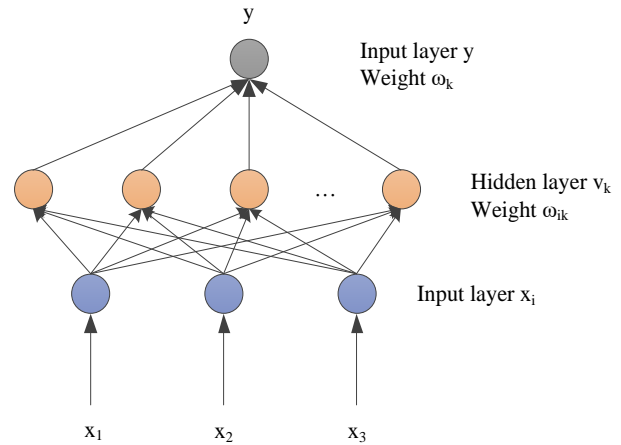 y
Input layer y
Weight ωₖ
...
Hidden layer vₖ
Weight ωᵢₖ
Input layer xᵢ
x₁ x₂ x₃